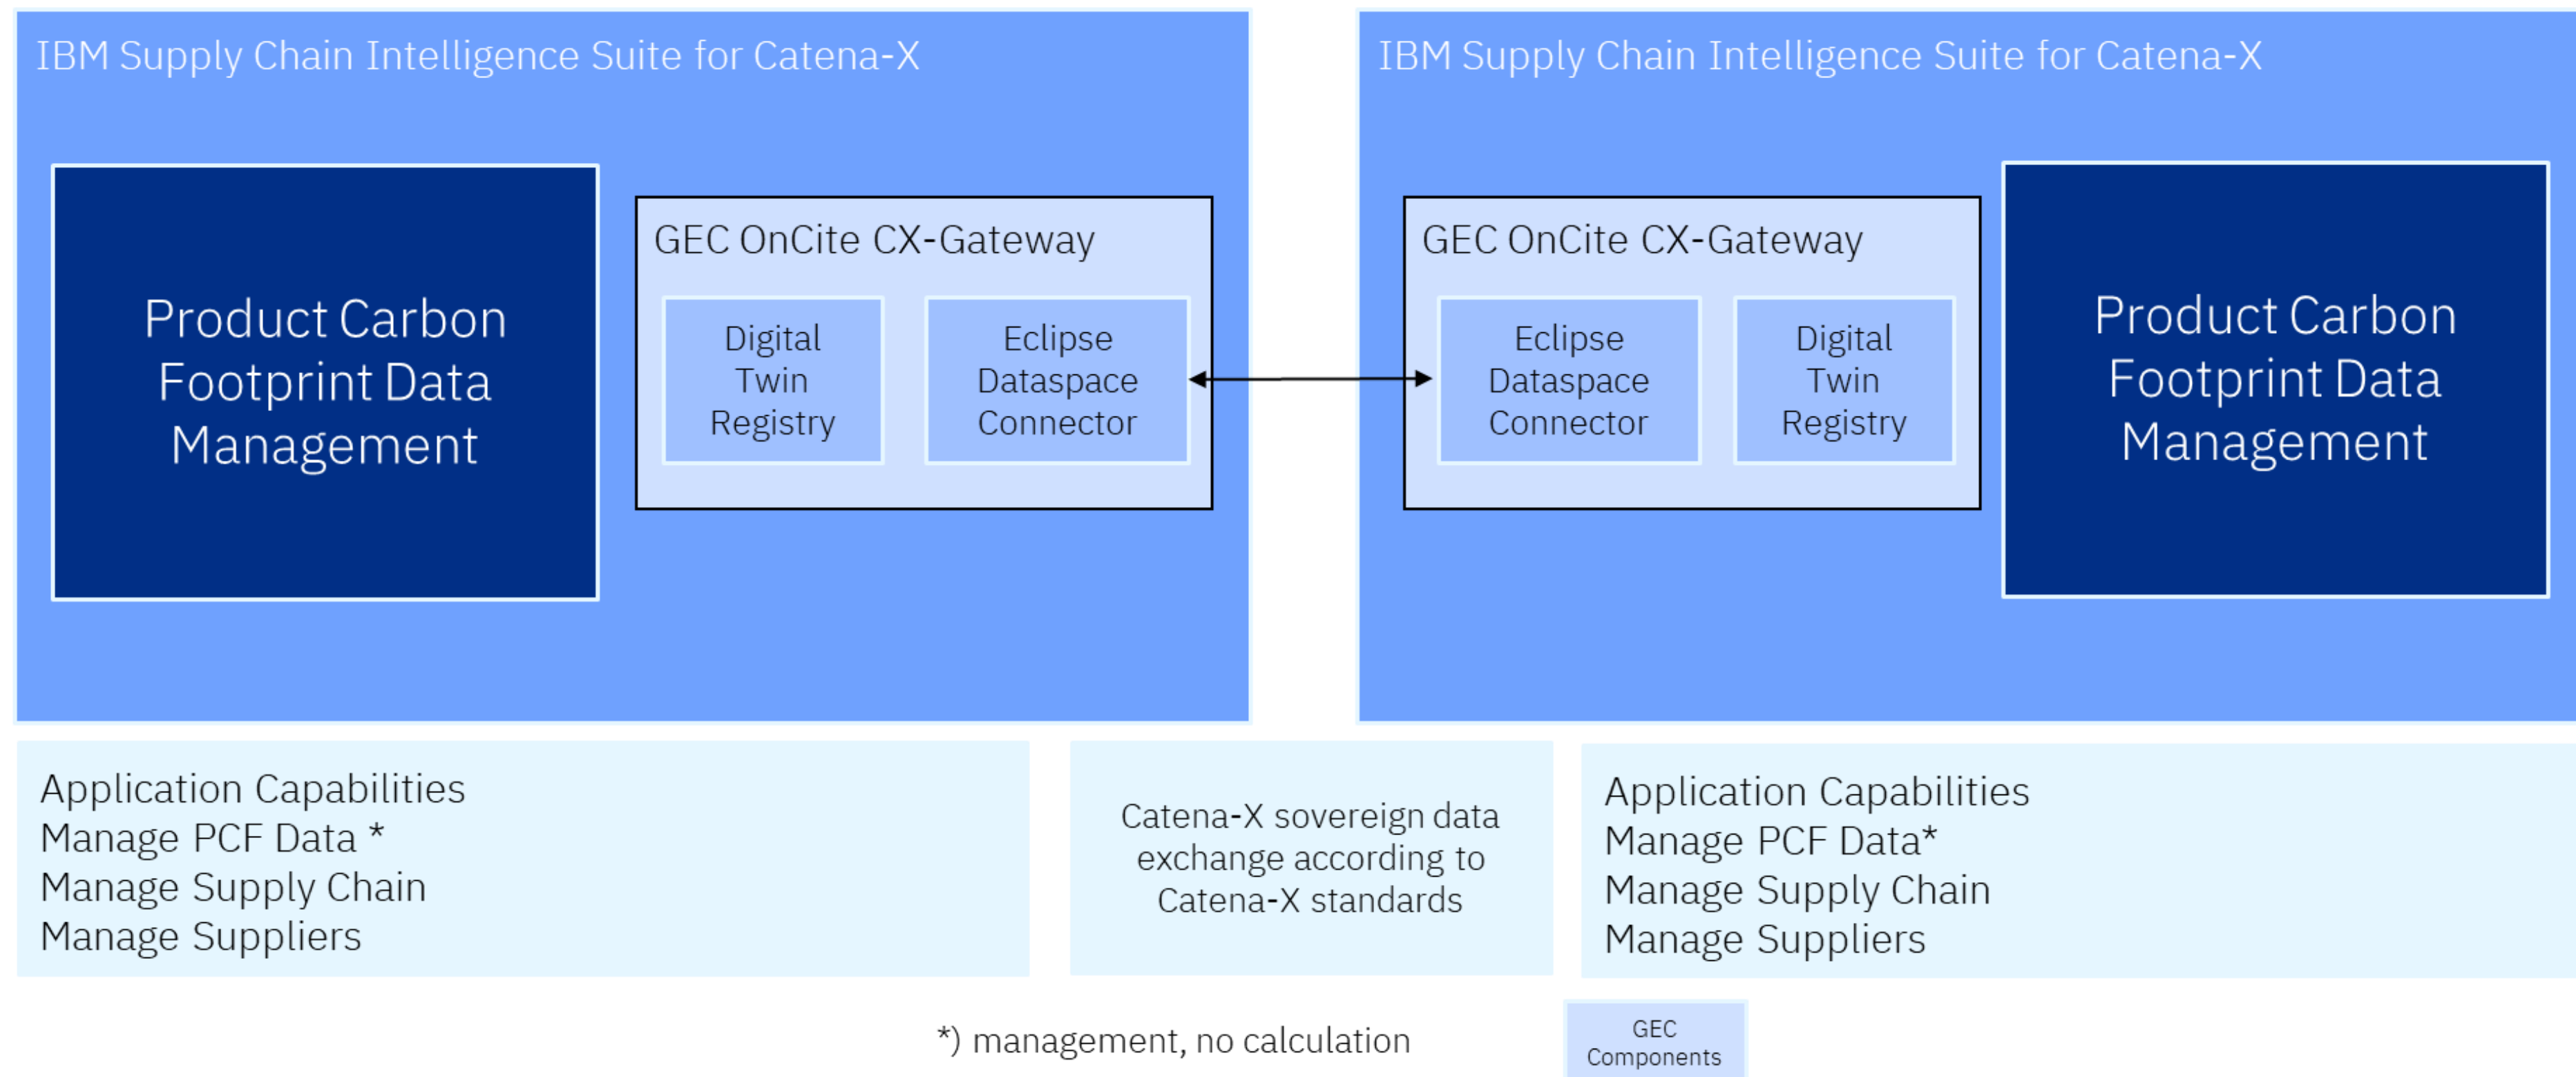 IBM Supply Chain Intelligence Suite for Catena-X
Product Carbon
Footprint Data
Management
GEC OnCite CX-Gateway
Digital
Twin
Registry
Eclipse
Dataspace
Connector
IBM Supply Chain Intelligence Suite for Catena-X
GEC OnCite CX-Gateway
Eclipse
Dataspace
Connector
Digital
Twin
Registry
Product Carbon
Footprint Data
Management
Application Capabilities
Manage PCF Data *
Manage Supply Chain
Manage Suppliers
Catena-X sovereign data
exchange according to
Catena-X standards
Application Capabilities
Manage PCF Data*
Manage Supply Chain
Manage Suppliers
*) management, no calculation
GEC
Components